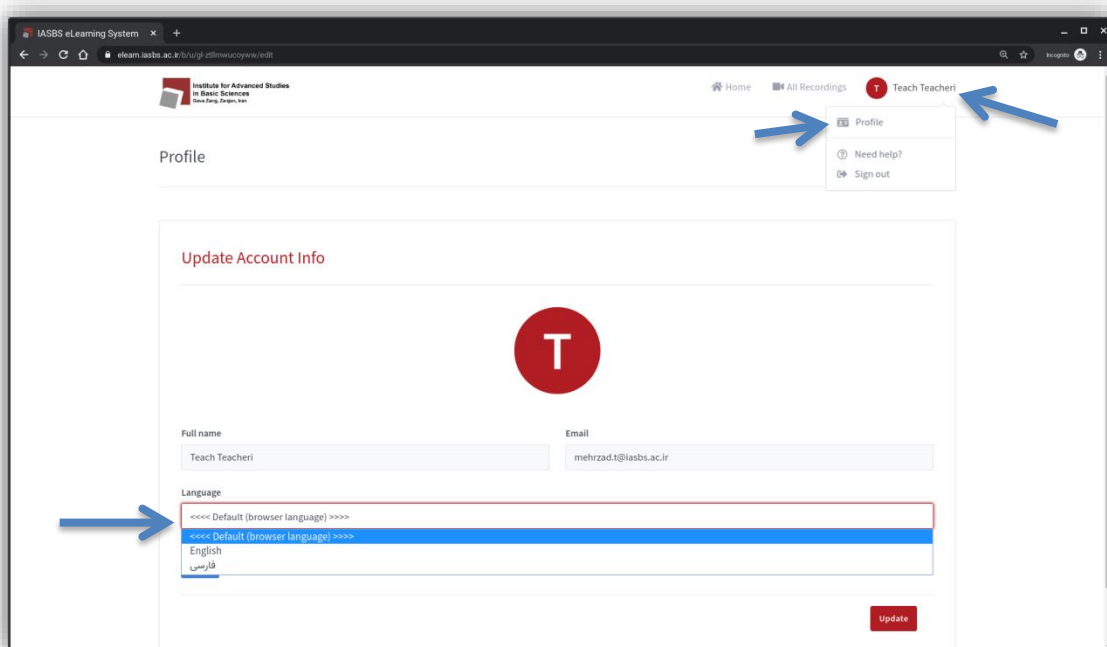 IASBS eLearning System
elearn.iasbs.ac.ir/b/u/gl-ztllmwucoyww/edit
Incognito
Institute for Advanced Studies
in Basic Sciences
Gava Zang, Zanjan, Iran
Home
All Recordings
T
Teach Teacheri
Profile
Need help?
Sign out
Profile
Update Account Info
T
Full name
Email
Teach Teacheri
mehrzad.t@iasbs.ac.ir
Language
<<<< Default (browser language) >>>>
<<<< Default (browser language) >>>>
English
فارسی
Update